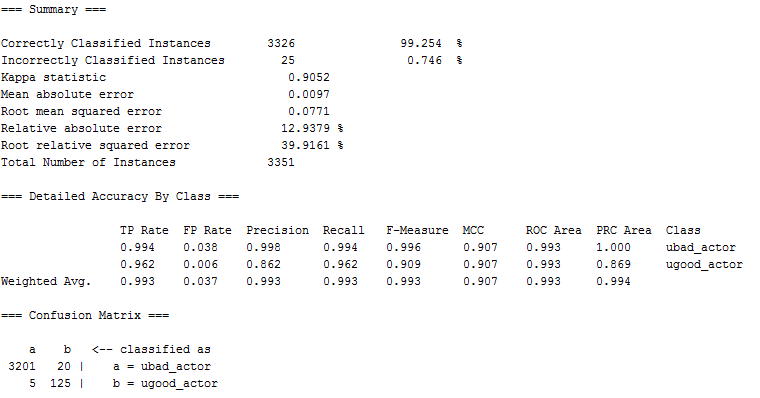 === Summary ===
Correctly Classified Instances 3326 99.254 %
Incorrectly Classified Instances 25 0.746 %
Kappa statistic 0.9052
Mean absolute error 0.0097
Root mean squared error 0.0771
Relative absolute error 12.9379 %
Root relative squared error 39.9161 %
Total Number of Instances 3351
=== Detailed Accuracy By Class ===
TP Rate FP Rate Precision Recall F-Measure MCC ROC Area PRC Area Class
0.994 0.038 0.998 0.994 0.996 0.907 0.993 1.000 ubad_actor
0.962 0.006 0.862 0.962 0.909 0.907 0.993 0.869 ugood_actor
Weighted Avg. 0.993 0.037 0.993 0.993 0.993 0.907 0.993 0.994
=== Confusion Matrix ===
a b <-- classified as
3201 20 | a = ubad_actor
5 125 | b = ugood_actor